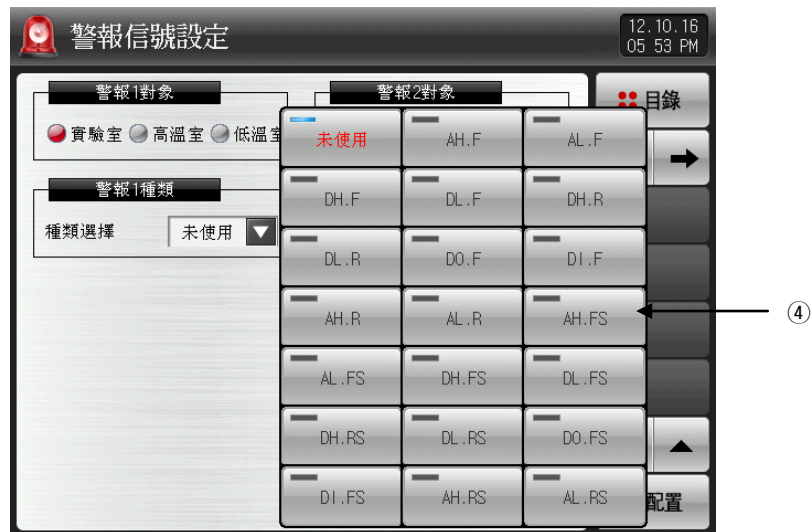 警報信號設定
12.10.16
05 53 PM
警報1對象
警報2對象
目錄
實驗室 高溫室 低溫室
警報1種類
種類選擇 未使用
未使用 AH.F AL.F
DH.F DL.F DH.R
DL.R DO.F DI.F
AH.R AL.R AH.FS
④
AL.FS DH.FS DL.FS
DH.RS DL.RS DO.FS
DI.FS AH.RS AL.RS
配置